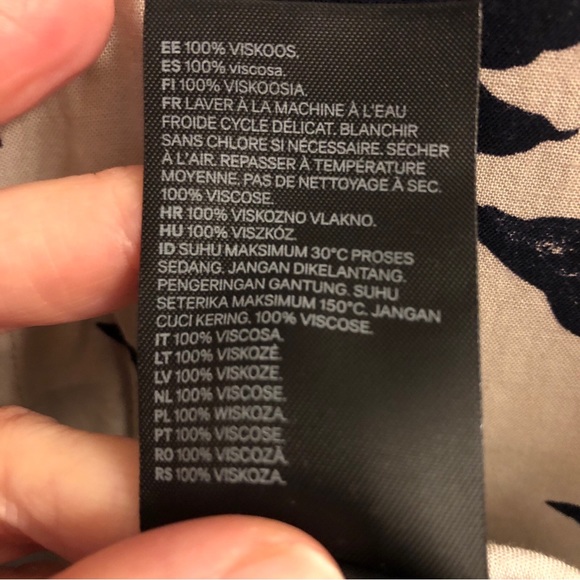 EE 100% VISKOOS.
ES 100% viscosa.
FI 100% VISKOOSIA.
FR LAVER À LA MACHINE À L'EAU
FROIDE CYCLE DÉLICAT. BLANCHIR
SANS CHLORE SI NÉCESSAIRE. SÉCHER
À L'AIR. REPASSER À TEMPÉRATURE
MOYENNE. PAS DE NETTOYAGE À SEC.
100% VISCOSE.
HR 100% VISKOZNO VLAKNO.
HU 100% VISZKÓZ.
ID SUHU MAKSIMUM 30°C PROSES
SEDANG. JANGAN DIKELANTANG.
PENGERINGAN GANTUNG. SUHU
SETERIKA MAKSIMUM 150°C. JANGAN
CUCI KERING. 100% VISCOSE.
IT 100% VISCOSA.
LT 100% VISKOZĖ.
LV 100% VISKOZE.
NL 100% VISCOSE.
PL 100% WISKOZA.
PT 100% VISCOSE.
RO 100% VISCOZĂ.
RS 100% VISKOZA.